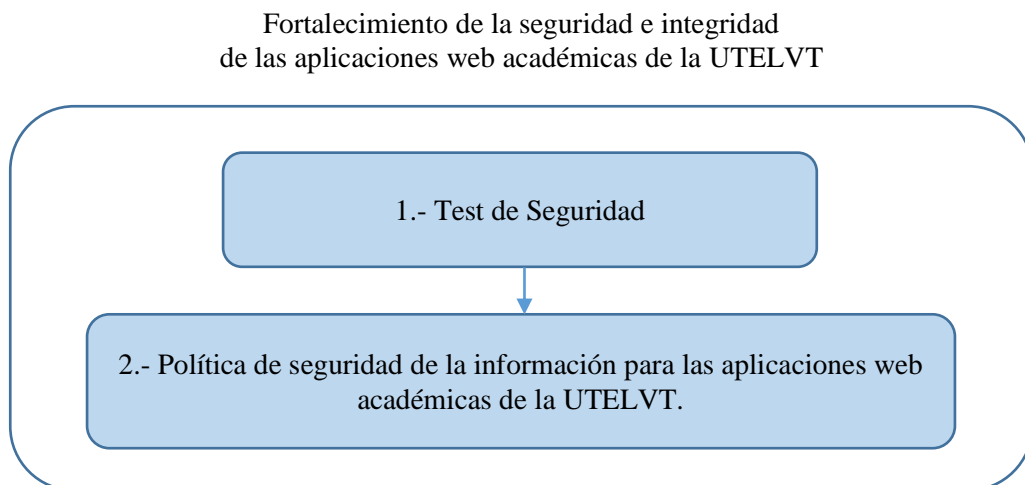 Fortalecimiento de la seguridad e integridad
de las aplicaciones web académicas de la UTELVT
1.- Test de Seguridad
2.- Política de seguridad de la información para las aplicaciones web
académicas de la UTELVT.